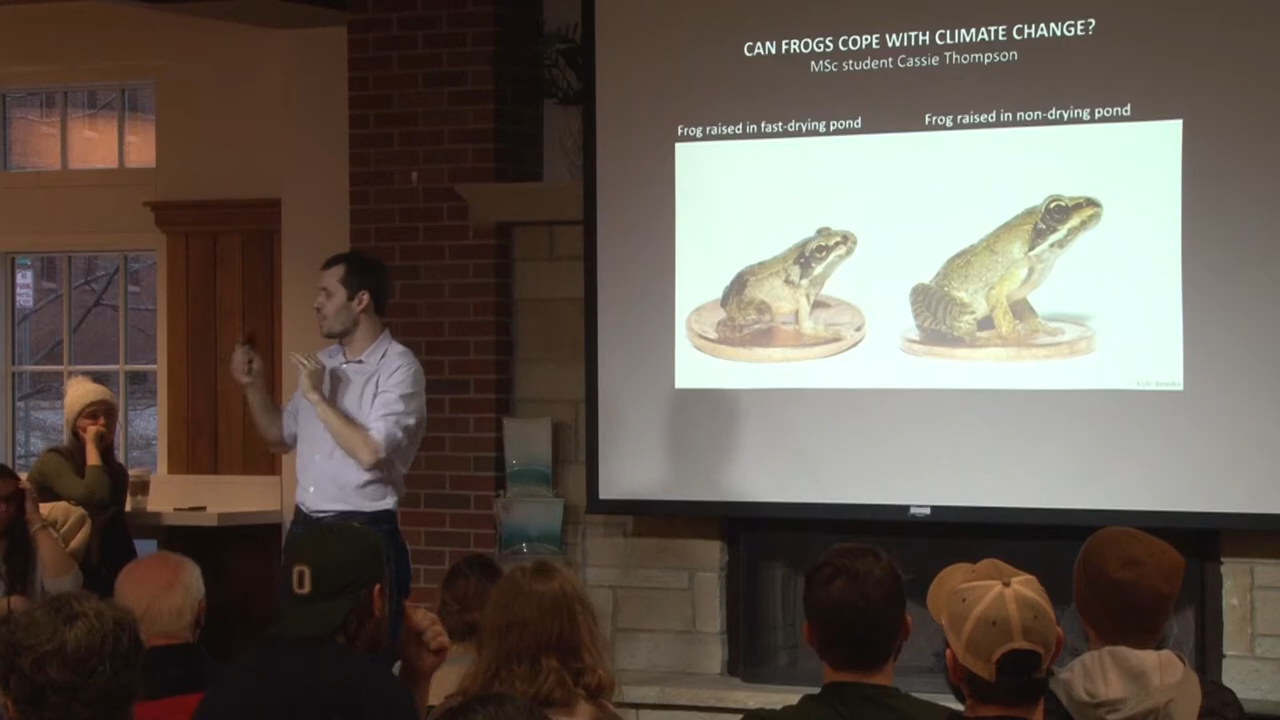 CAN FROGS COPE WITH CLIMATE CHANGE?
MSc student Cassie Thompson
Frog raised in fast-drying pond
Frog raised in non-drying pond
O